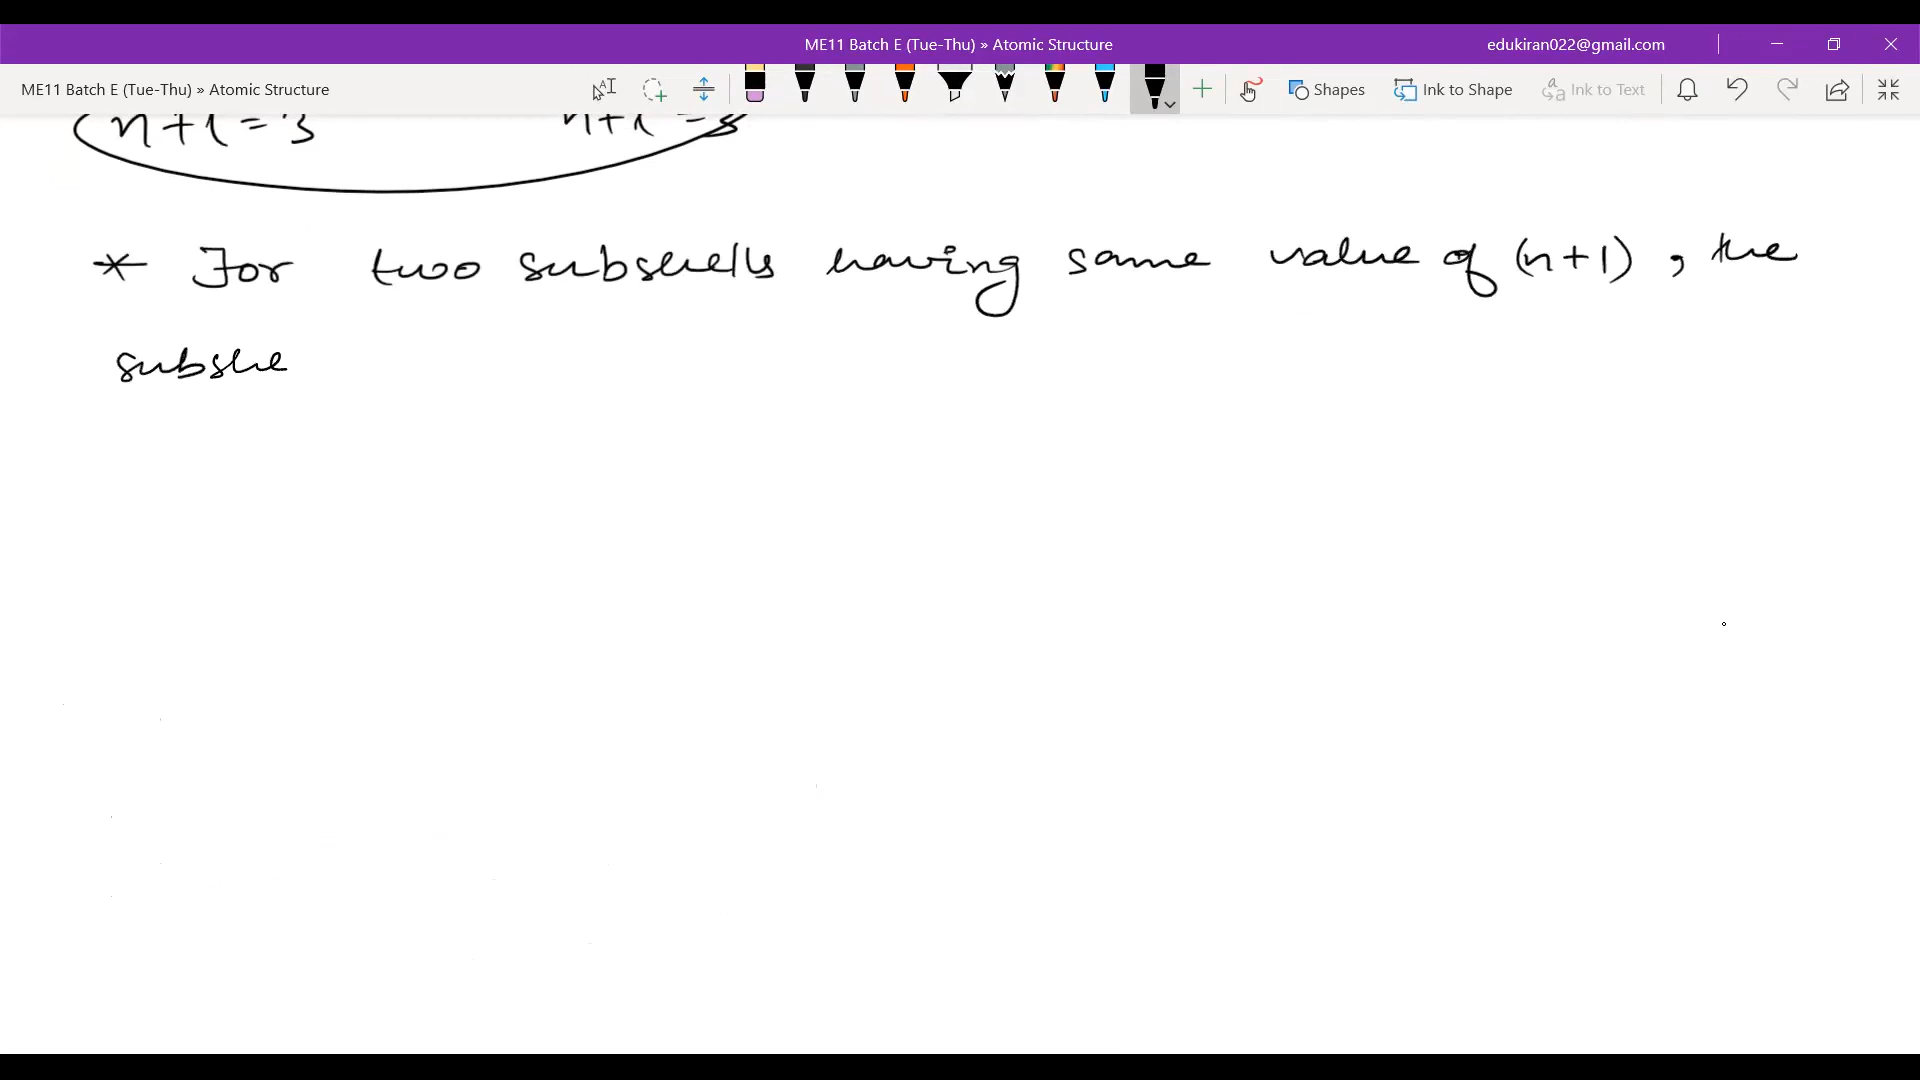 ME11 Batch E (Tue-Thu) » Atomic Structure
edukiran022@gmail.com
ME11 Batch E (Tue-Thu) » Atomic Structure
Shapes
Ink to Shape
Ink to Text
n+l=3 n+l=3
* For two subshells having same value of (n+l), the
subshe